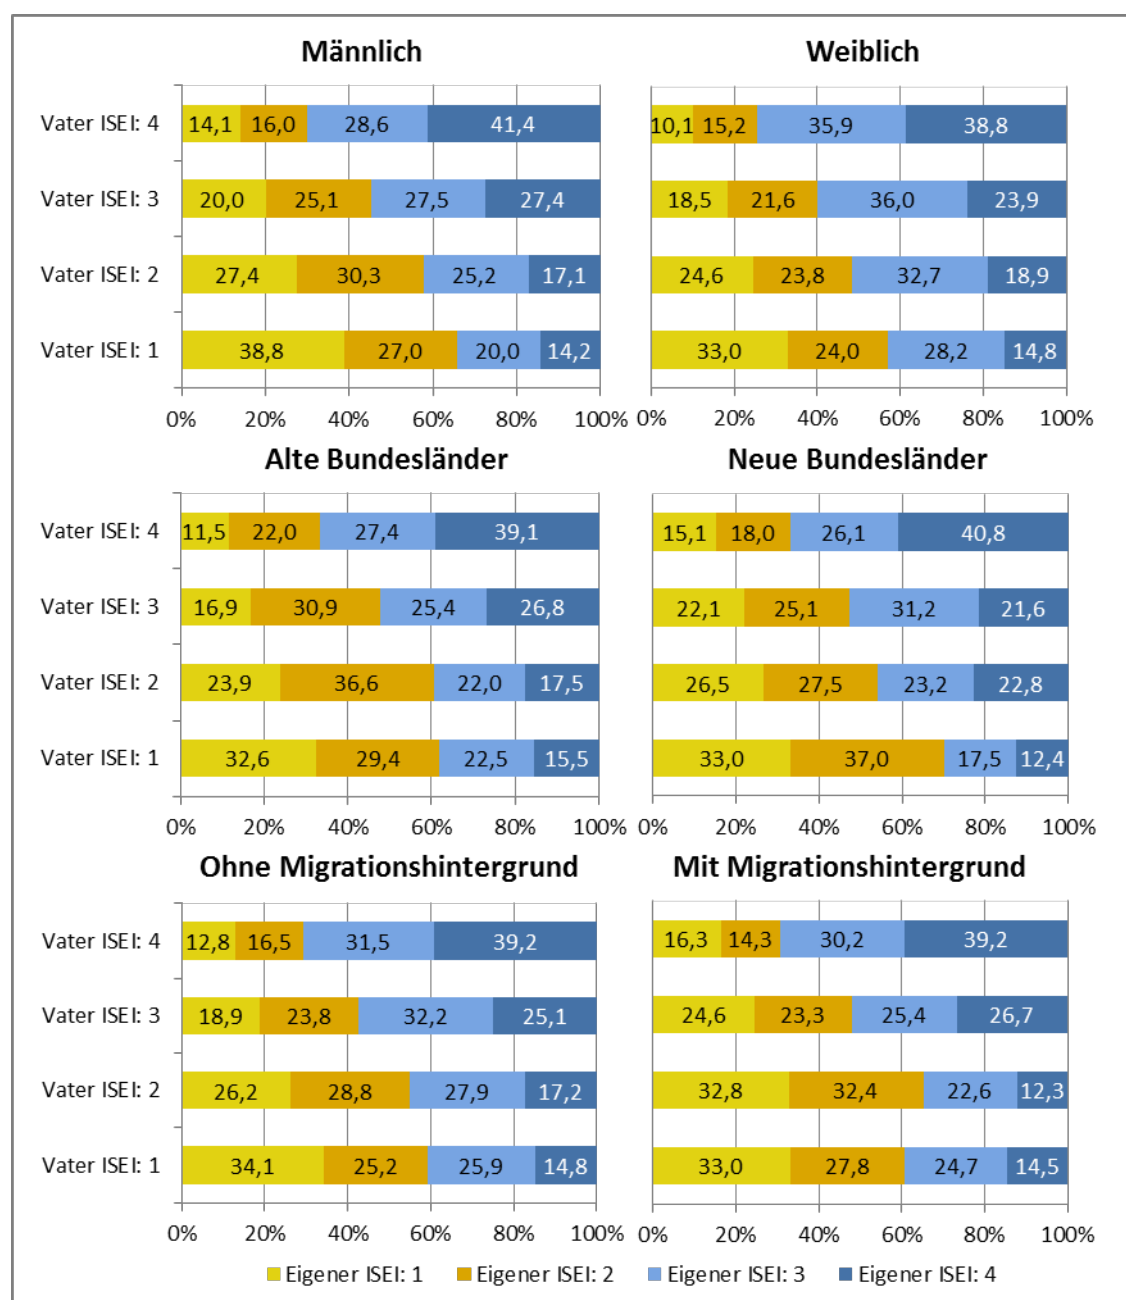 Männlich Weiblich
Vater ISEI: 4 14,1 16,0 28,6 41,4 10,1 15,2 35,9 38,8
Vater ISEI: 3 20,0 25,1 27,5 27,4 18,5 21,6 36,0 23,9
Vater ISEI: 2 27,4 30,3 25,2 17,1 24,6 23,8 32,7 18,9
Vater ISEI: 1 38,8 27,0 20,0 14,2 33,0 24,0 28,2 14,8
0% 20% 40% 60% 80% 100% 0% 20% 40% 60% 80% 100%
Alte Bundesländer Neue Bundesländer
Vater ISEI: 4 11,5 22,0 27,4 39,1 15,1 18,0 26,1 40,8
Vater ISEI: 3 16,9 30,9 25,4 26,8 22,1 25,1 31,2 21,6
Vater ISEI: 2 23,9 36,6 22,0 17,5 26,5 27,5 23,2 22,8
Vater ISEI: 1 32,6 29,4 22,5 15,5 33,0 37,0 17,5 12,4
0% 20% 40% 60% 80% 100% 0% 20% 40% 60% 80% 100%
Ohne Migrationshintergrund Mit Migrationshintergrund
Vater ISEI: 4 12,8 16,5 31,5 39,2 16,3 14,3 30,2 39,2
Vater ISEI: 3 18,9 23,8 32,2 25,1 24,6 23,3 25,4 26,7
Vater ISEI: 2 26,2 28,8 27,9 17,2 32,8 32,4 22,6 12,3
Vater ISEI: 1 34,1 25,2 25,9 14,8 33,0 27,8 24,7 14,5
0% 20% 40% 60% 80% 100% 0% 20% 40% 60% 80% 100%
Eigener ISEI: 1 Eigener ISEI: 2 Eigener ISEI: 3 Eigener ISEI: 4